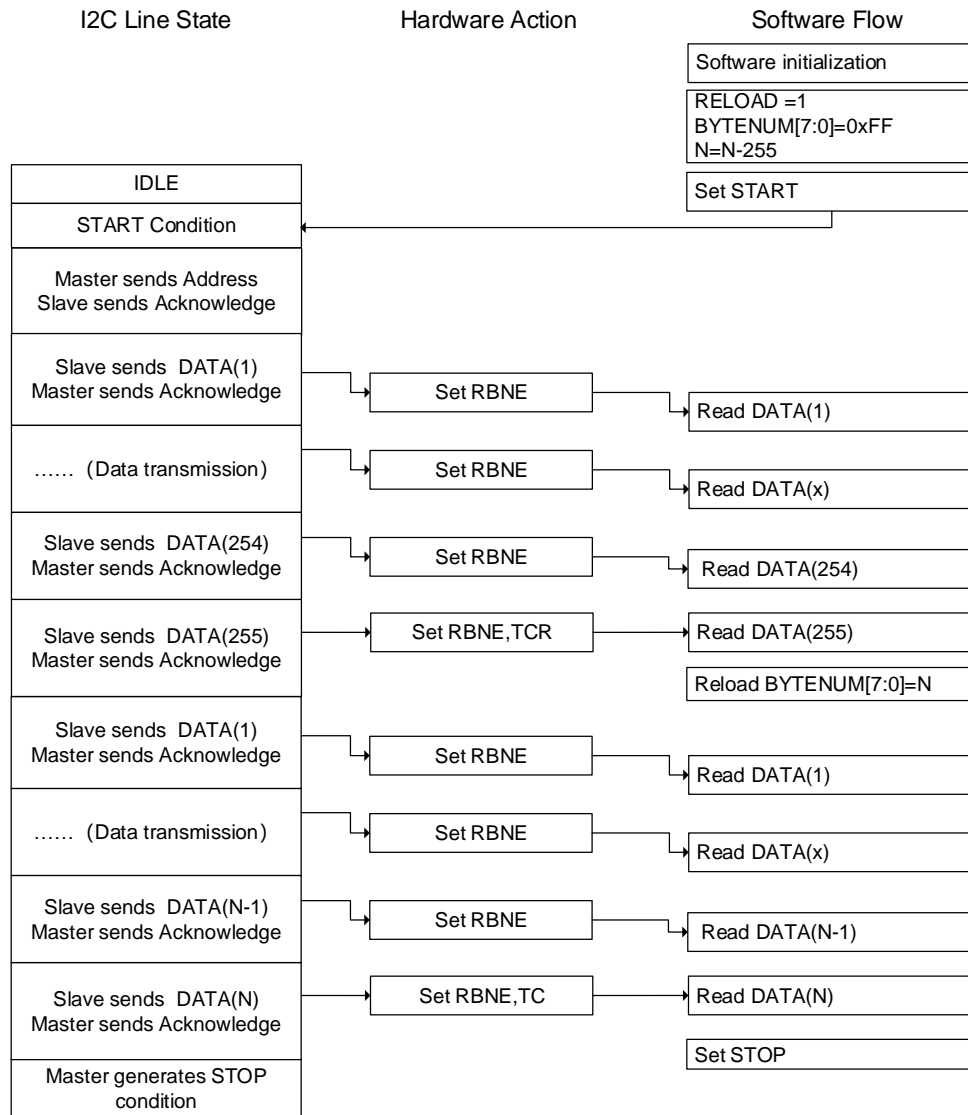 I2C Line State
Hardware Action
Software Flow
Software initialization
RELOAD =1
BYTENUM[7:0]=0xFF
N=N-255
IDLE
Set START
START Condition
Master sends Address
Slave sends Acknowledge
Slave sends DATA(1)
Master sends Acknowledge
Set RBNE
Read DATA(1)
...... (Data transmission)
Set RBNE
Read DATA(x)
Slave sends DATA(254)
Master sends Acknowledge
Set RBNE
Read DATA(254)
Slave sends DATA(255)
Master sends Acknowledge
Set RBNE,TCR
Read DATA(255)
Reload BYTENUM[7:0]=N
Slave sends DATA(1)
Master sends Acknowledge
Set RBNE
Read DATA(1)
...... (Data transmission)
Set RBNE
Read DATA(x)
Slave sends DATA(N-1)
Master sends Acknowledge
Set RBNE
Read DATA(N-1)
Slave sends DATA(N)
Master sends Acknowledge
Set RBNE,TC
Read DATA(N)
Set STOP
Master generates STOP
condition